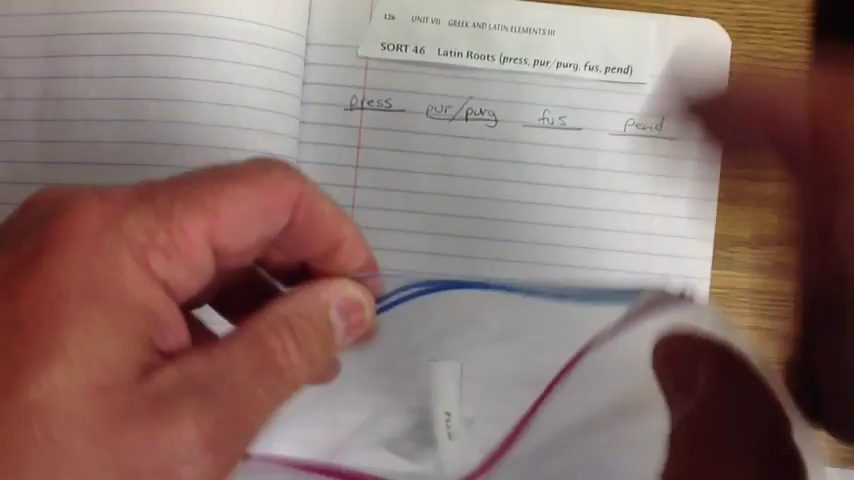 126 UNIT VII GREEK AND LATIN ELEMENTS III
SORT 46 Latin Roots (press, pur/purg, fus, pend)
press pur/purg fus pend